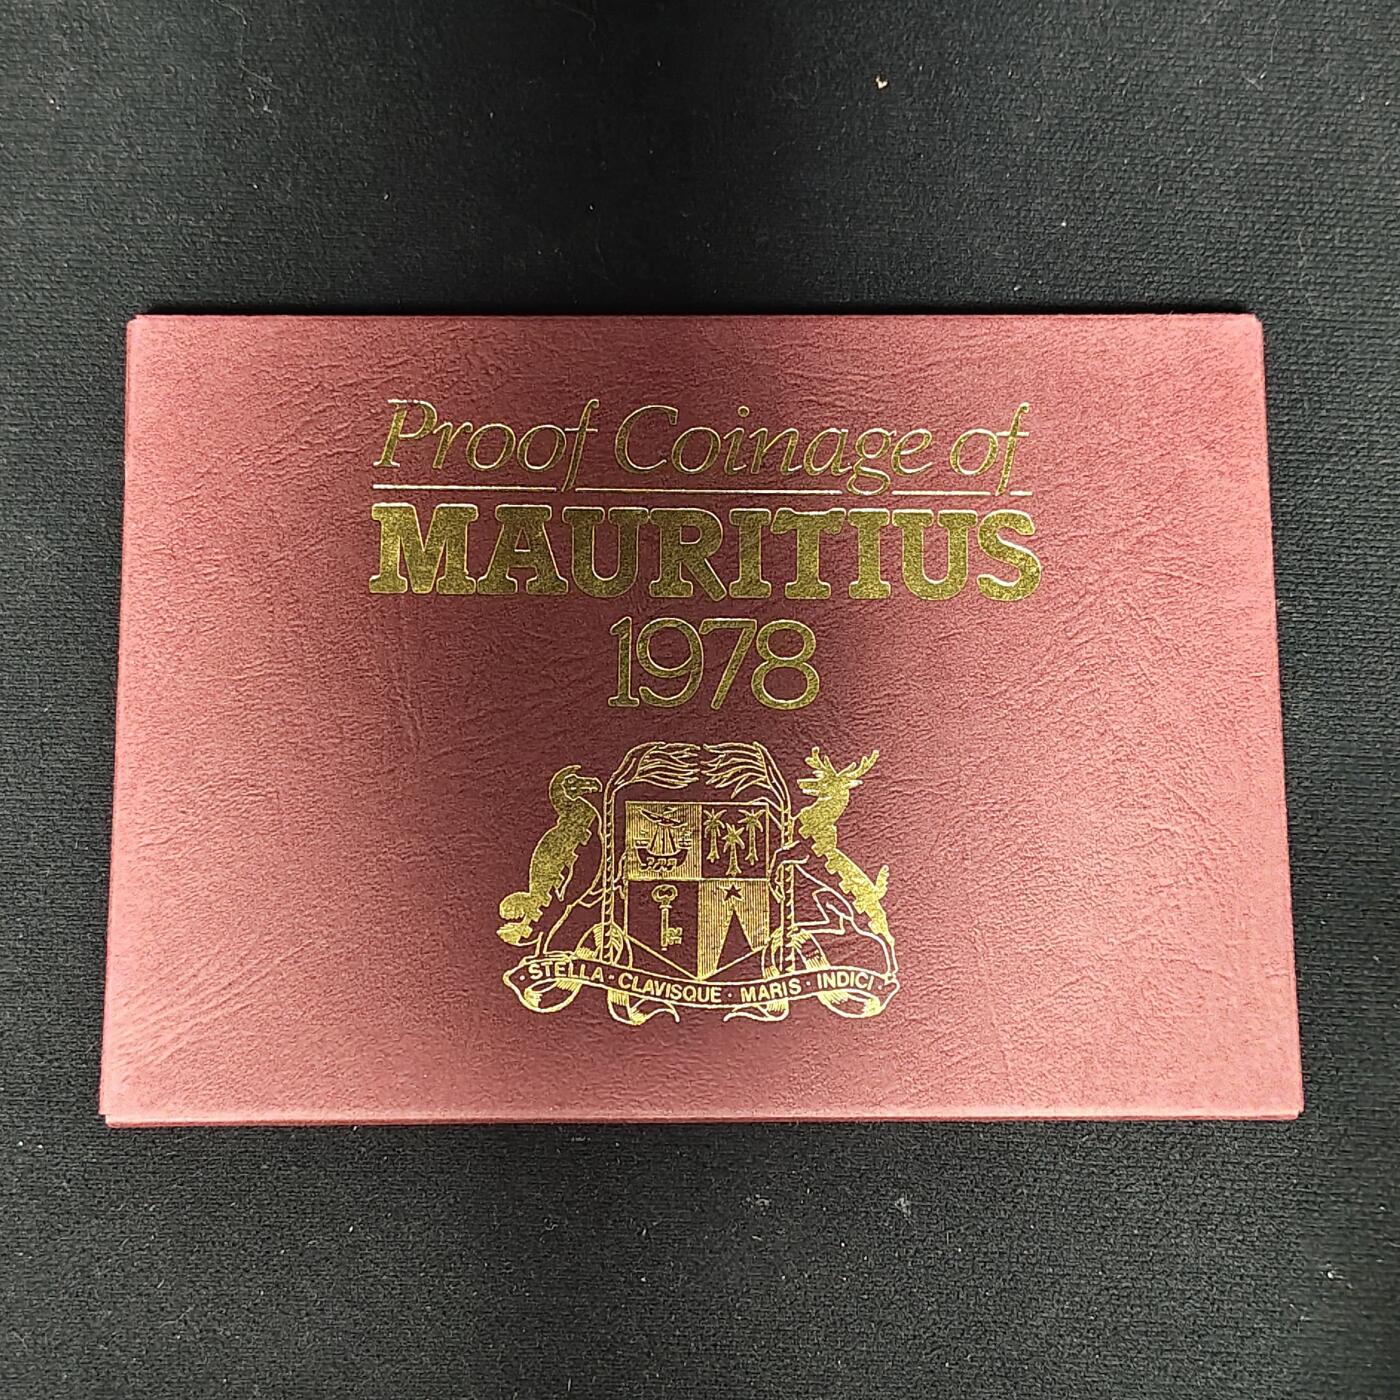 Proof Coinage of
MAURITIUS
1978
· STELLA · CLAVISQUE · MARIS · INDICI ·